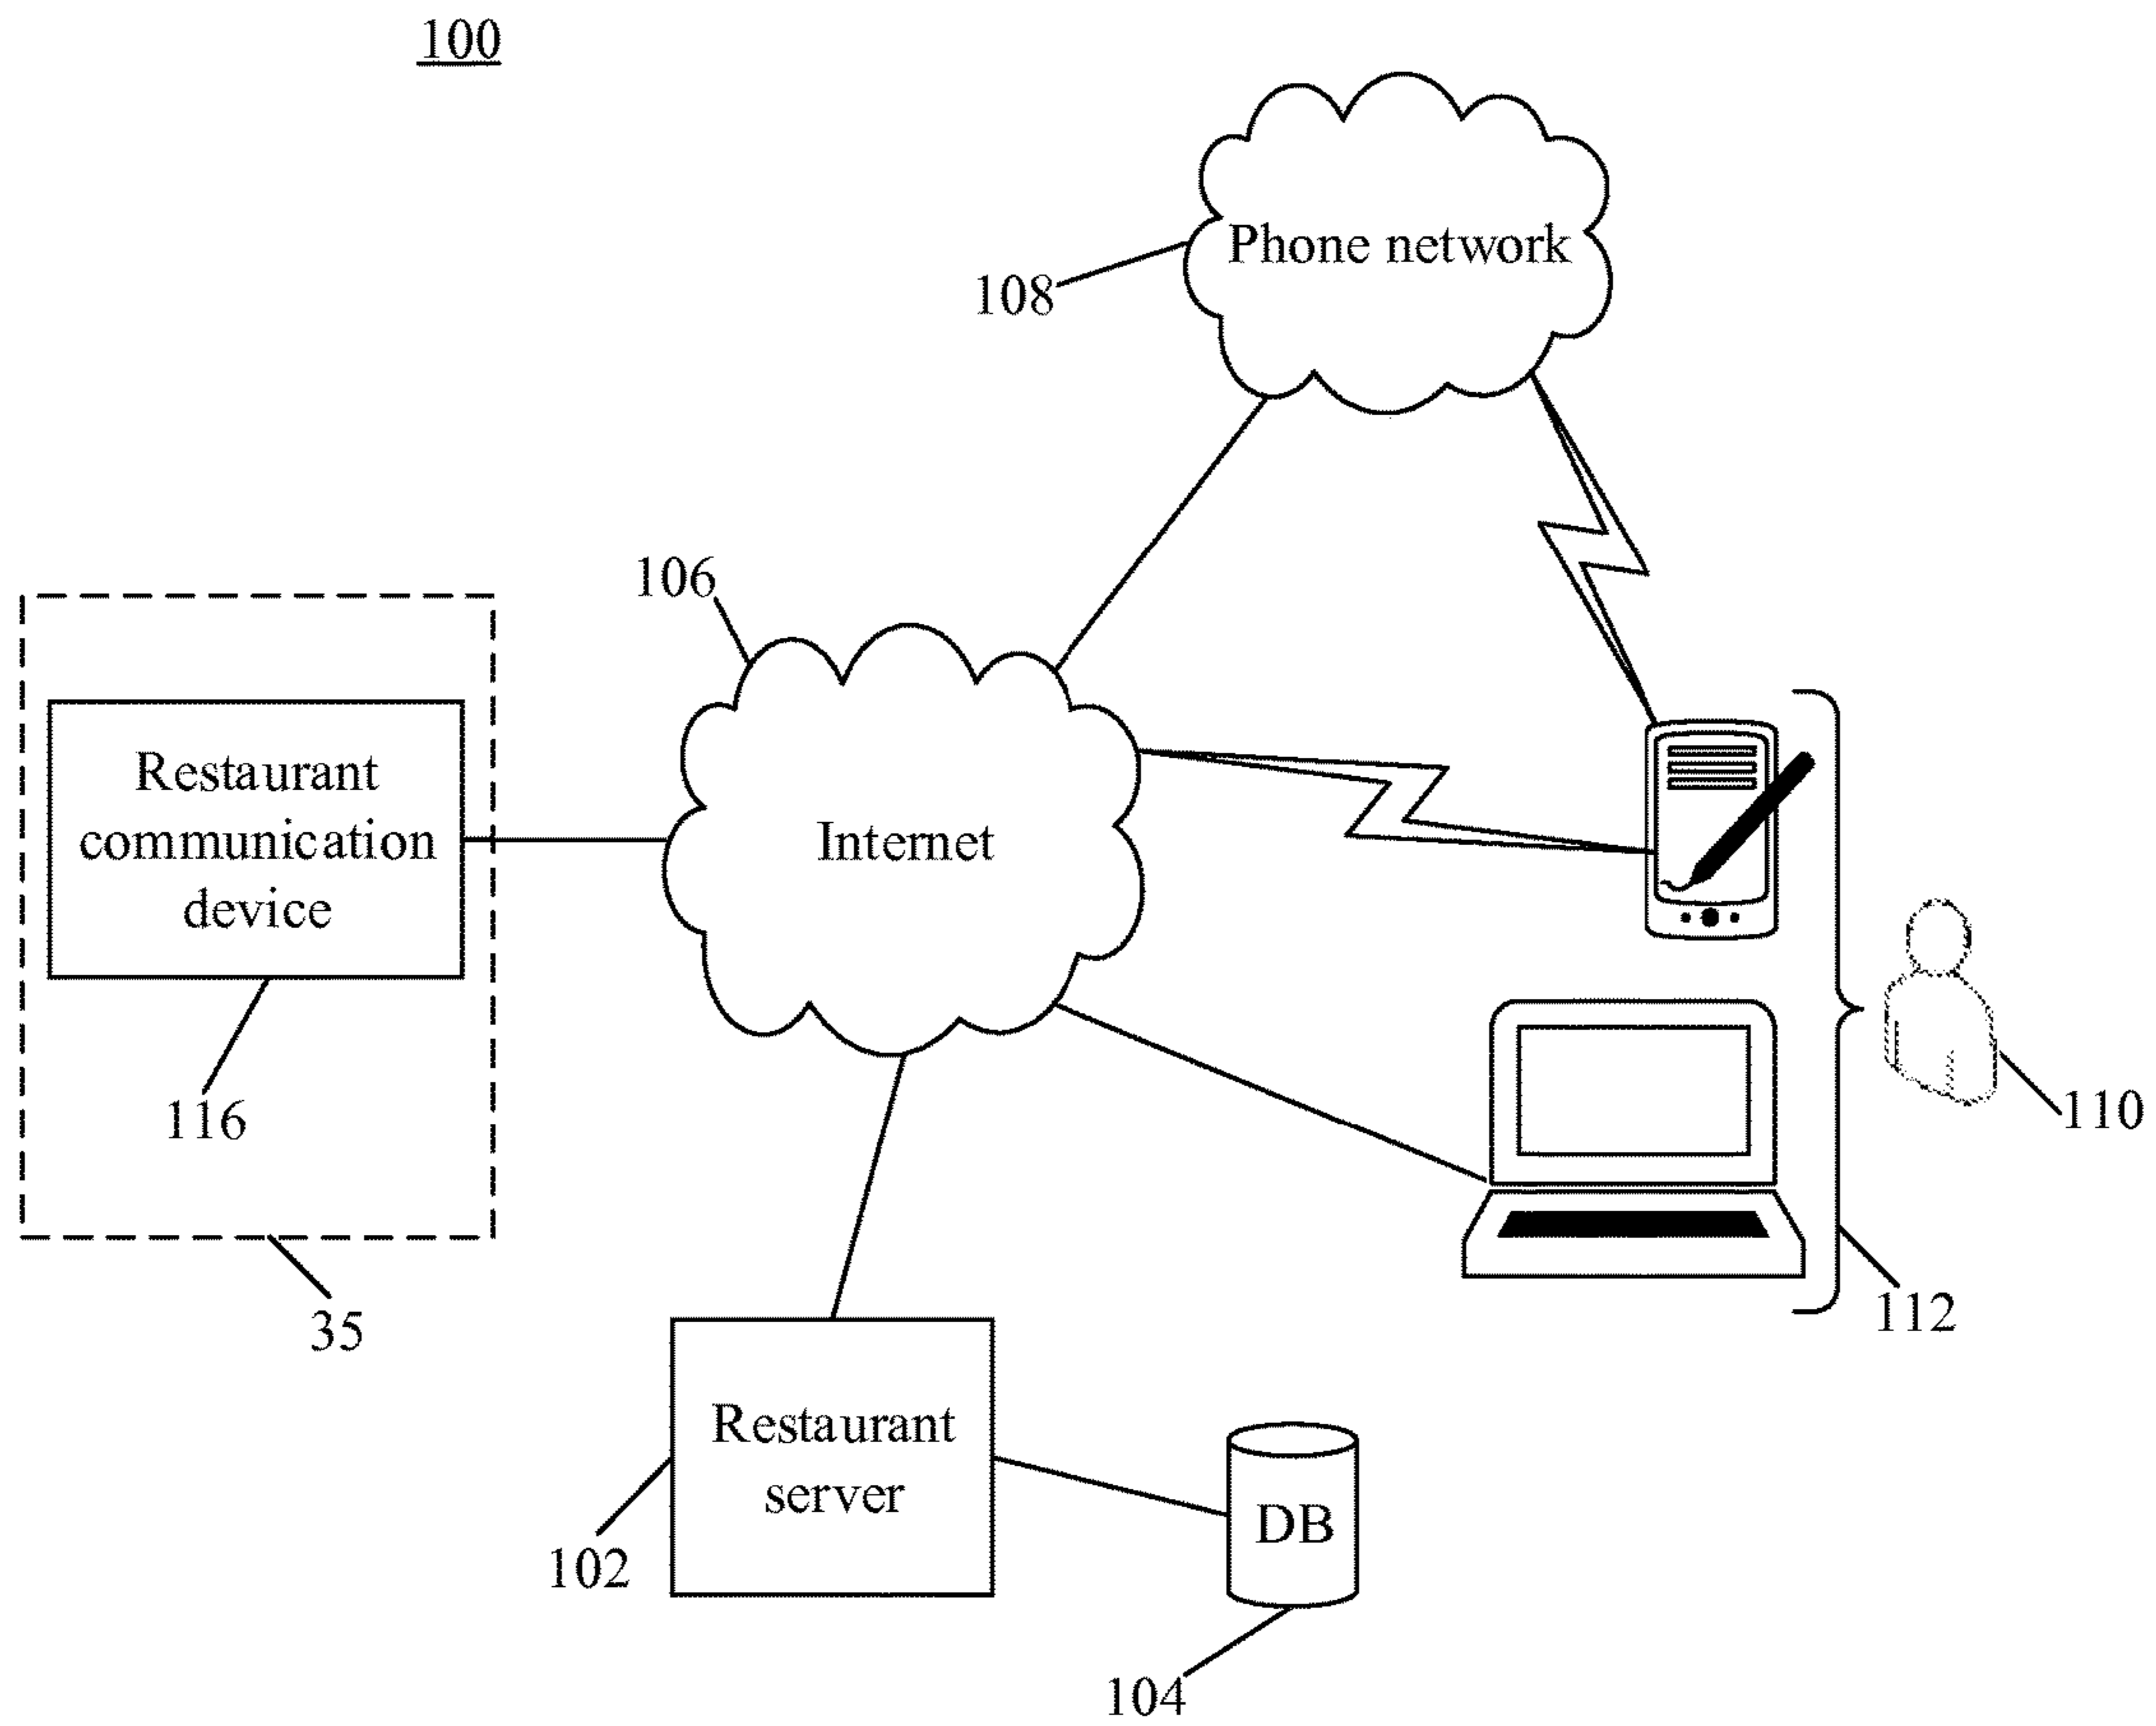 100
Phone network
108
106
Restaurant
communication
device
Internet
116
110
35
112
Restaurant
server
DB
102
104